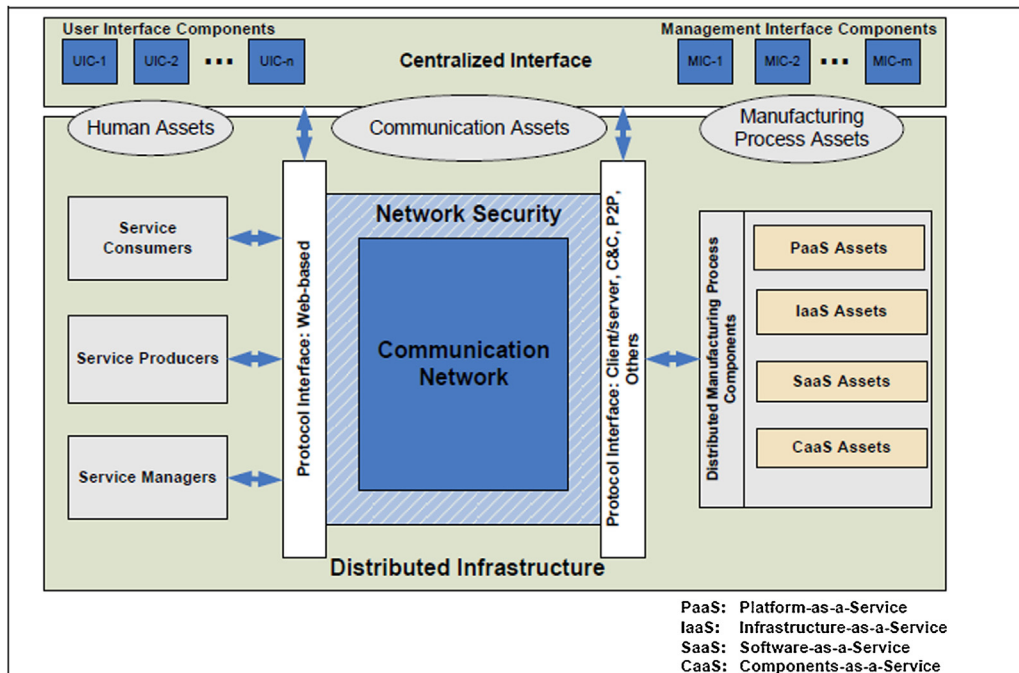 User Interface Components
UIC-1
UIC-2
...
UIC-n
Centralized Interface
Management Interface Components
MIC-1
MIC-2
...
MIC-m
Human Assets
Communication Assets
Manufacturing
Process Assets
Service
Consumers
Service Producers
Service Managers
Protocol Interface: Web-based
Network Security
Communication
Network
Protocol Interface: Client/server, C&C, P2P,
Others
Distributed Manufacturing Process
Components
PaaS Assets
IaaS Assets
SaaS Assets
CaaS Assets
Distributed Infrastructure
PaaS: Platform-as-a-Service
IaaS: Infrastructure-as-a-Service
SaaS: Software-as-a-Service
CaaS: Components-as-a-Service